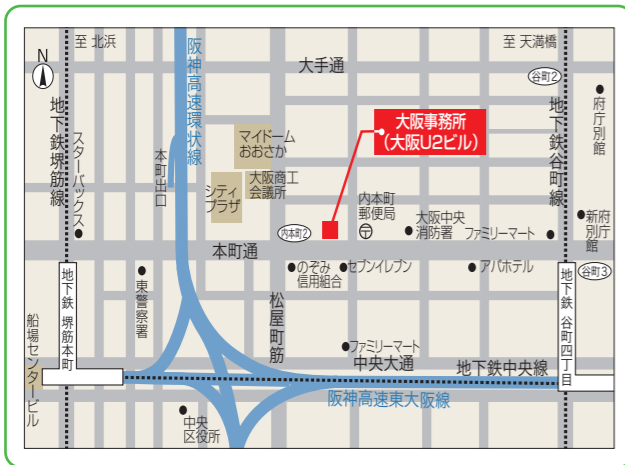 至 北浜
至 天満橋
N
大手通
谷町2
阪神高速環状線
地下鉄堺筋線
スターバックス
本町出口
マイドーム
おおさか
大阪商工
会議所
シティ
プラザ
大阪事務所
(大阪U2ビル)
地下鉄谷町線
府庁別館
内本町
郵便局
大阪中央
消防署
ファミリーマート
新府
別庁
館
内本町2
本町通
のぞみ
信用組合
セブンイレブン
アパホテル
谷町3
地下鉄 堺筋本町
東警察署
松屋町筋
地下鉄 谷町四丁目
船場センタービル
ファミリーマート
中央大通
地下鉄中央線
阪神高速東大阪線
中央
区役所